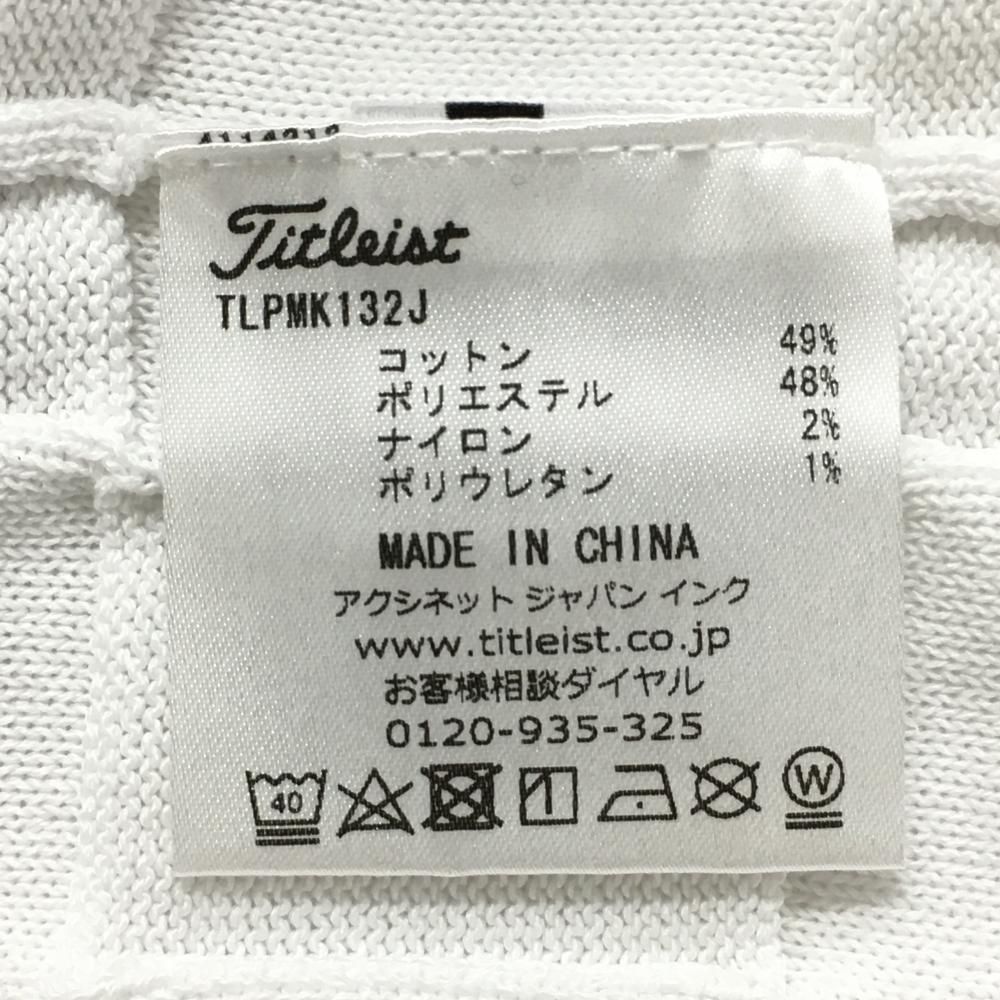 Titleist
TLPMK132J
コットン 49%
ポリエステル 48%
ナイロン 2%
ポリウレタン 1%
MADE IN CHINA
アクシネット ジャパン インク
www.titleist.co.jp
お客様相談ダイヤル
0120-935-325
40 W